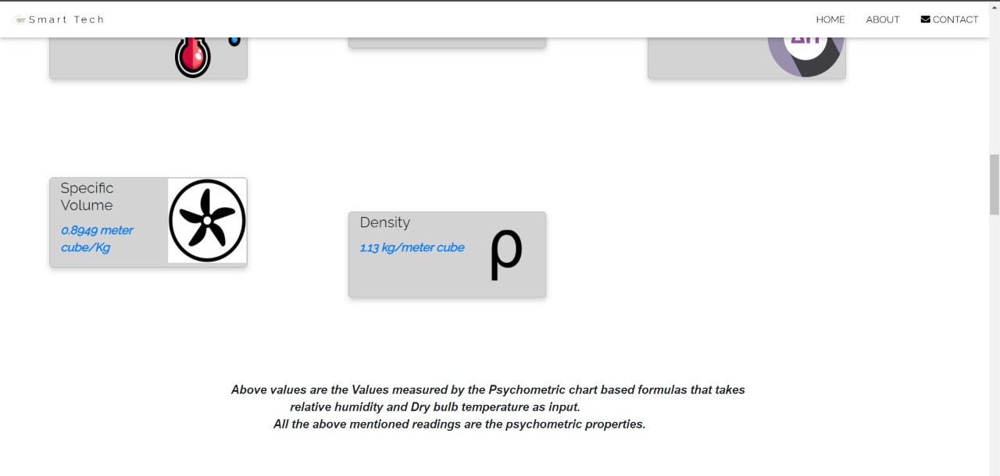 Smart Tech
HOME ABOUT CONTACT
Specific
Volume
0.8949 meter
cube/Kg
Density
1.13 kg/meter cube
ρ
Above values are the Values measured by the Psychometric chart based formulas that takes
relative humidity and Dry bulb temperature as input.
All the above mentioned readings are the psychometric properties.